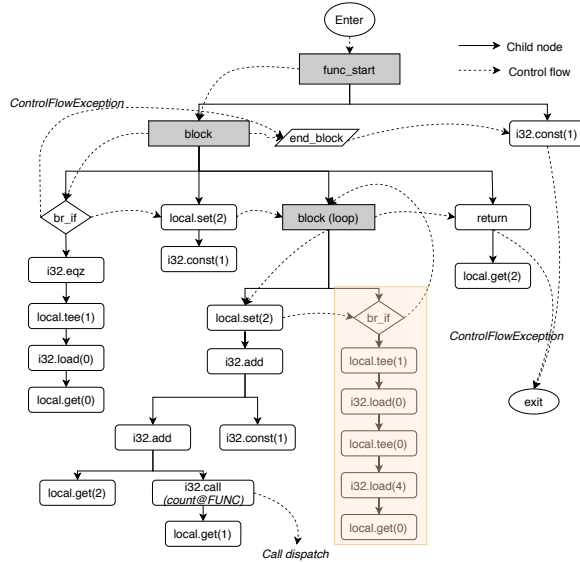 Enter
func_start
Child node
Control flow
ControlFlowException
block
end_block
i32.const(1)
br_if
local.set(2)
block (loop)
return
i32.eqz
i32.const(1)
local.get(2)
local.tee(1)
local.set(2)
br_if
ControlFlowException
i32.load(0)
i32.add
local.tee(1)
local.get(0)
i32.load(0)
exit
i32.add
i32.const(1)
local.tee(0)
local.get(2)
i32.call
(count@FUNC)
i32.load(4)
local.get(1)
local.get(0)
Call dispatch